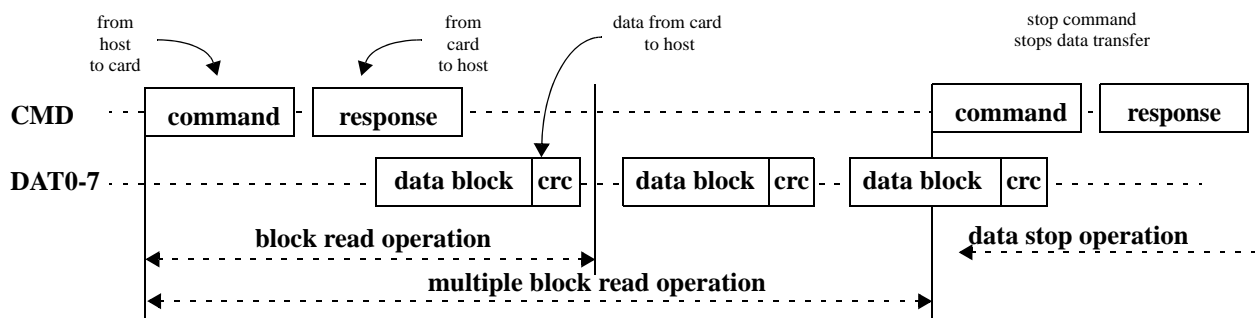 from
host
to card
from
card
to host
data from card
to host
stop command
stops data transfer
CMD
command
response
command
response
DAT0-7
data block
crc
data block
crc
data block
crc
block read operation
data stop operation
multiple block read operation